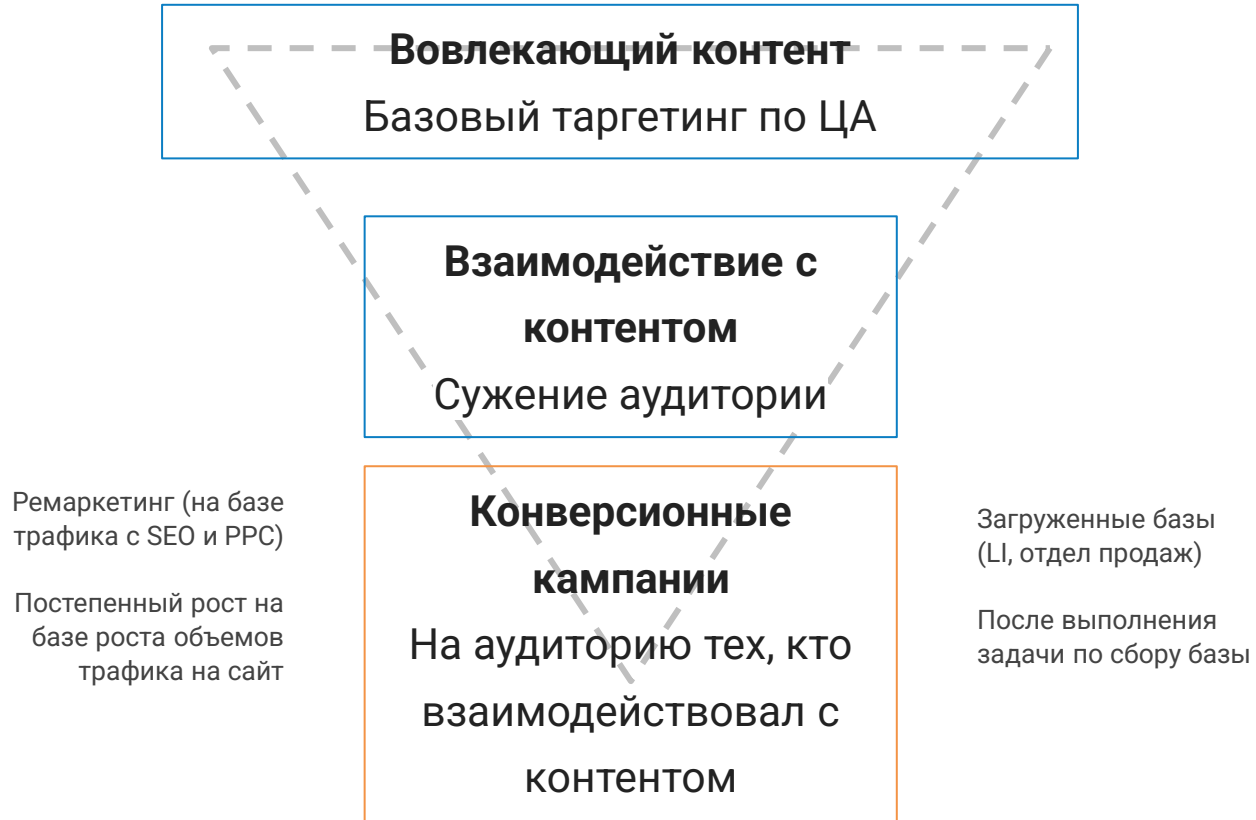 Вовлекающий контент
Базовый таргетинг по ЦА
Взаимодействие с
контентом
Сужение аудитории
Ремаркетинг (на базе
трафика с SEO и PPC)
Постепенный рост на
базе роста объемов
трафика на сайт
Конверсионные
кампании
На аудиторию тех, кто
взаимодействовал с
контентом
Загруженные базы
(LI, отдел продаж)
После выполнения
задачи по сбору базы